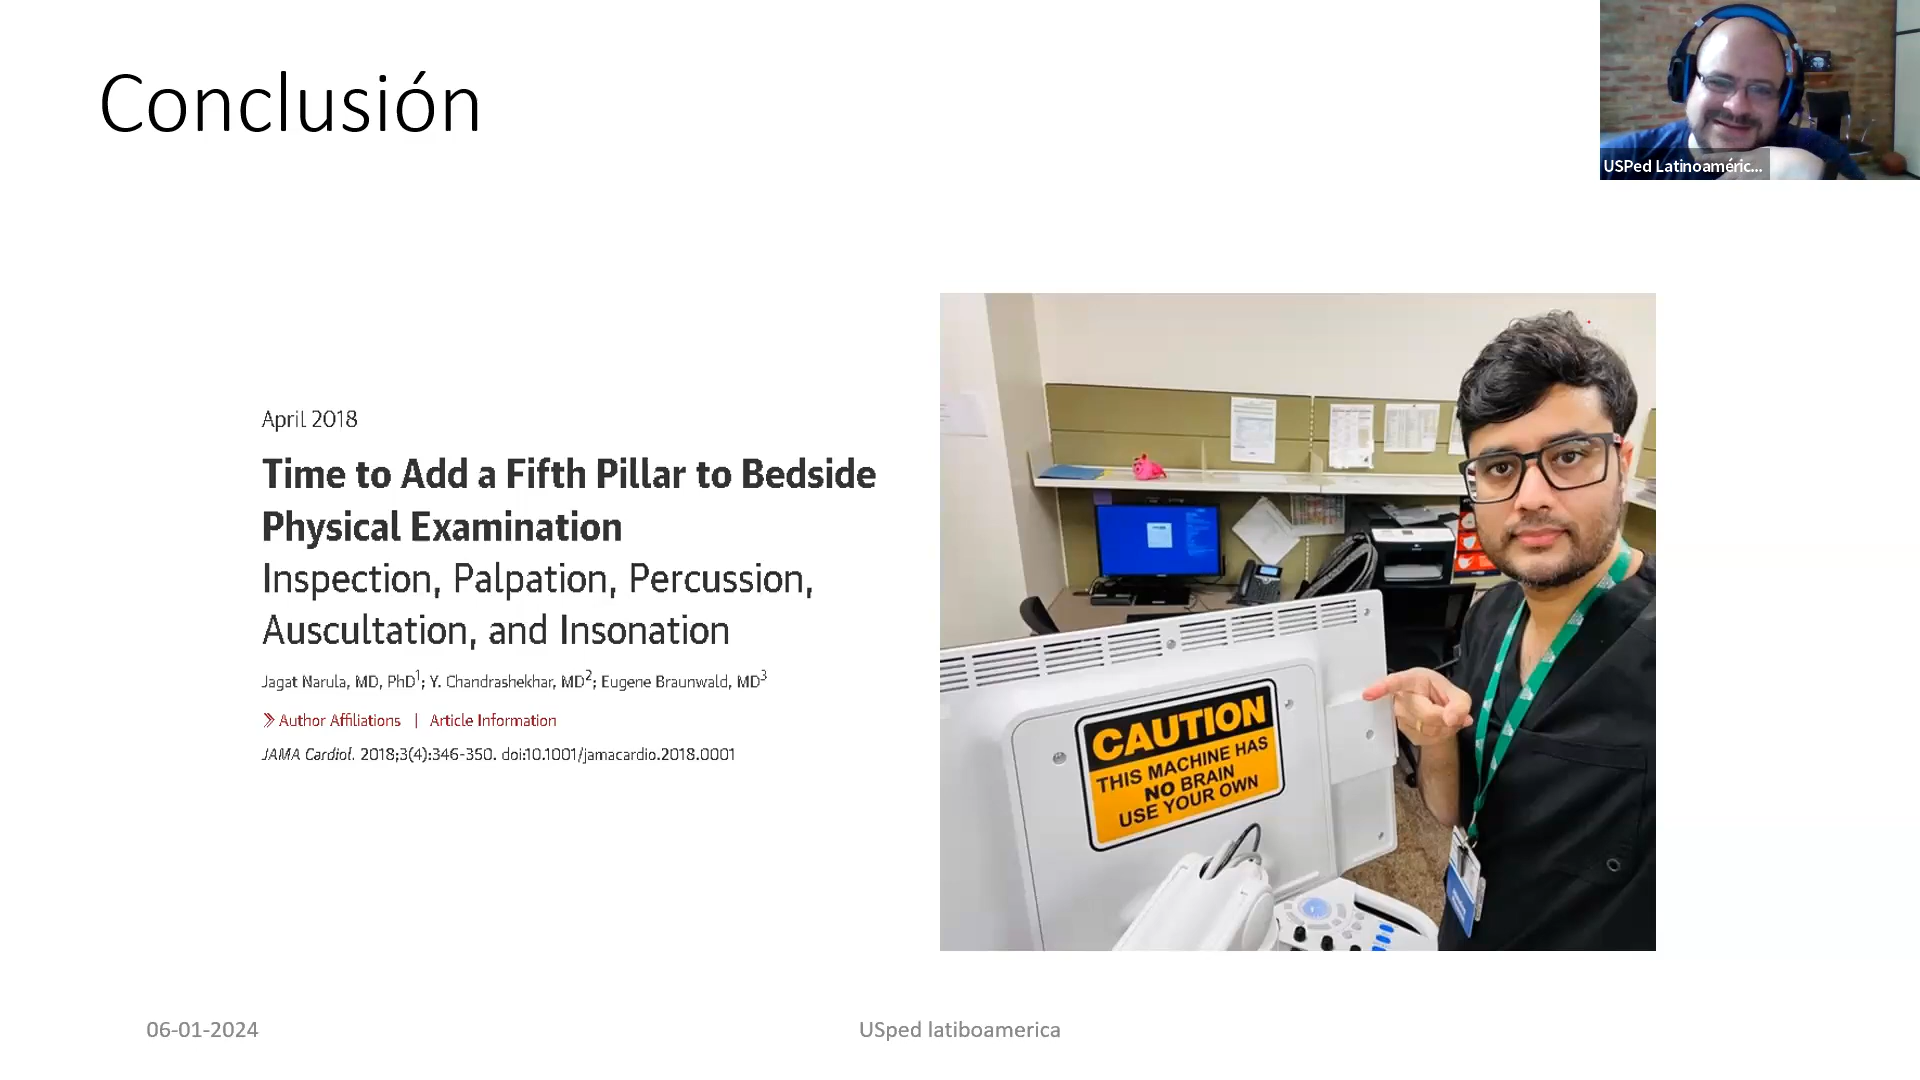 Conclusión
USPed Latinoaméric...
April 2018
Time to Add a Fifth Pillar to Bedside
Physical Examination
Inspection, Palpation, Percussion,
Auscultation, and Insonation
Jagat Narula, MD, PhD1; Y. Chandrashekhar, MD2; Eugene Braunwald, MD3
» Author Affiliations | Article Information
JAMA Cardiol. 2018;3(4):346-350. doi:10.1001/jamacardio.2018.0001
CAUTION
THIS MACHINE HAS
NO BRAIN
USE YOUR OWN
06-01-2024
USped latiboamerica